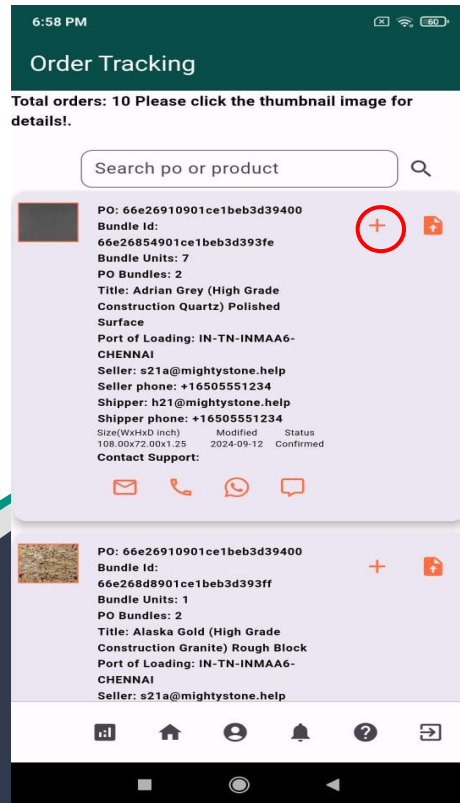 6:58 PM
60
Order Tracking
Total orders: 10 Please click the thumbnail image for
details!.
Search po or product
PO: 66e26910901ce1beb3d39400
Bundle Id:
66e26854901ce1beb3d393fe
Bundle Units: 7
PO Bundles: 2
Title: Adrian Grey (High Grade
Construction Quartz) Polished
Surface
Port of Loading: IN-TN-INMAA6-
CHENNAI
Seller: s21a@mightystone.help
Seller phone: +16505551234
Shipper: h21@mightystone.help
Shipper phone: +16505551234
Size(WxHxD inch) Modified Status
108.00x72.00x1.25 2024-09-12 Confirmed
Contact Support:
PO: 66e26910901ce1beb3d39400
Bundle Id:
66e268d8901ce1beb3d393ff
Bundle Units: 1
PO Bundles: 2
Title: Alaska Gold (High Grade
Construction Granite) Rough Block
Port of Loading: IN-TN-INMAA6-
CHENNAI
Seller: s21a@mightystone.help